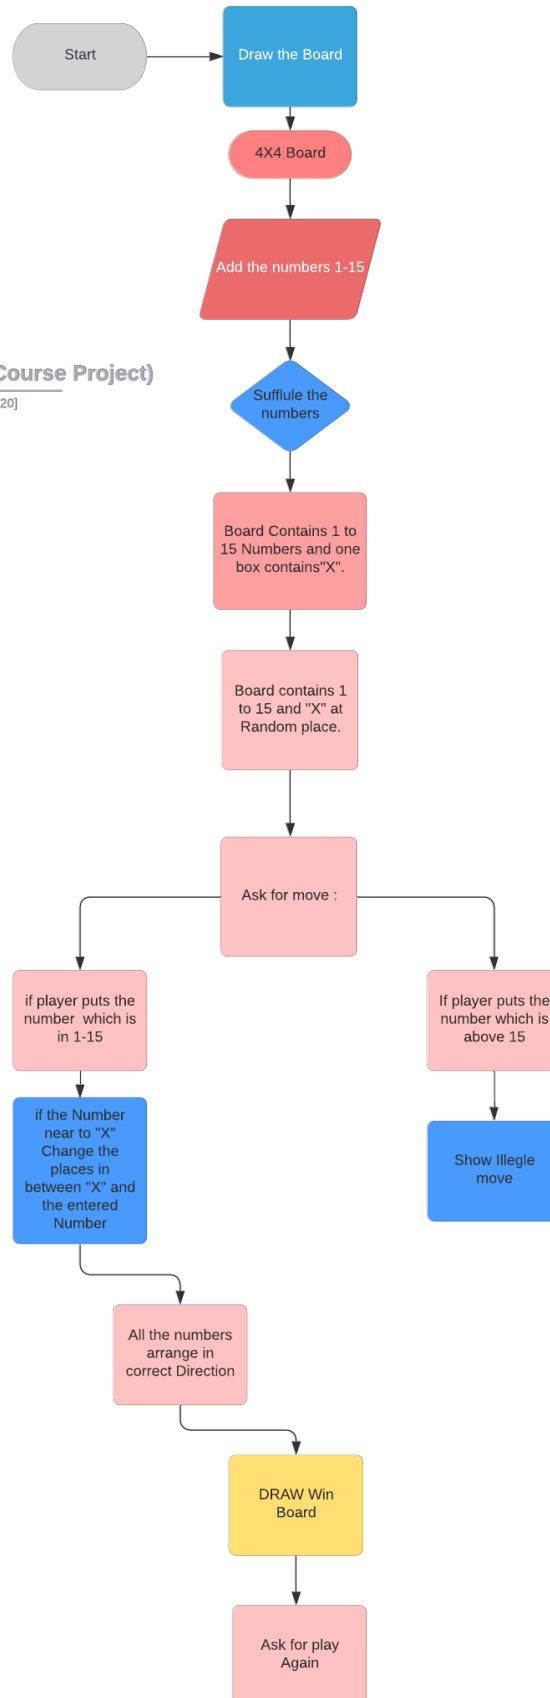 Start
Draw the Board
4X4 Board
Add the numbers 1-15
Course Project)
20]
Sufflule the
numbers
Board Contains 1 to
15 Numbers and one
box contains"X".
Board contains 1
to 15 and "X" at
Random place.
Ask for move :
if player puts the
number which is
in 1-15
If player puts the
number which is
above 15
if the Number
near to "X"
Change the
places in
between "X" and
the entered
Number
Show Illegle
move
All the numbers
arrange in
correct Direction
DRAW Win
Board
Ask for play
Again